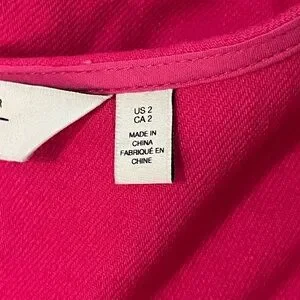 R
US 2
CA 2
MADE IN
CHINA
FABRIQUÉ EN
CHINE